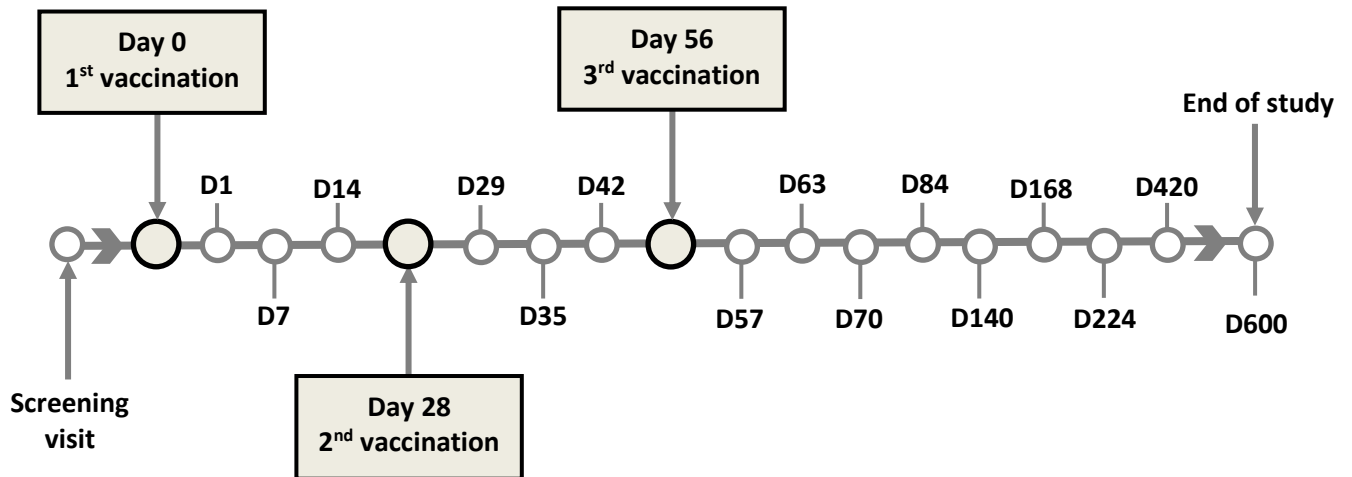 Day 0
1st vaccination
Day 56
3rd vaccination
End of study
D1
D14
D29
D42
D63
D84
D168
D420
D7
D35
D57
D70
D140
D224
D600
Screening
visit
Day 28
2nd vaccination